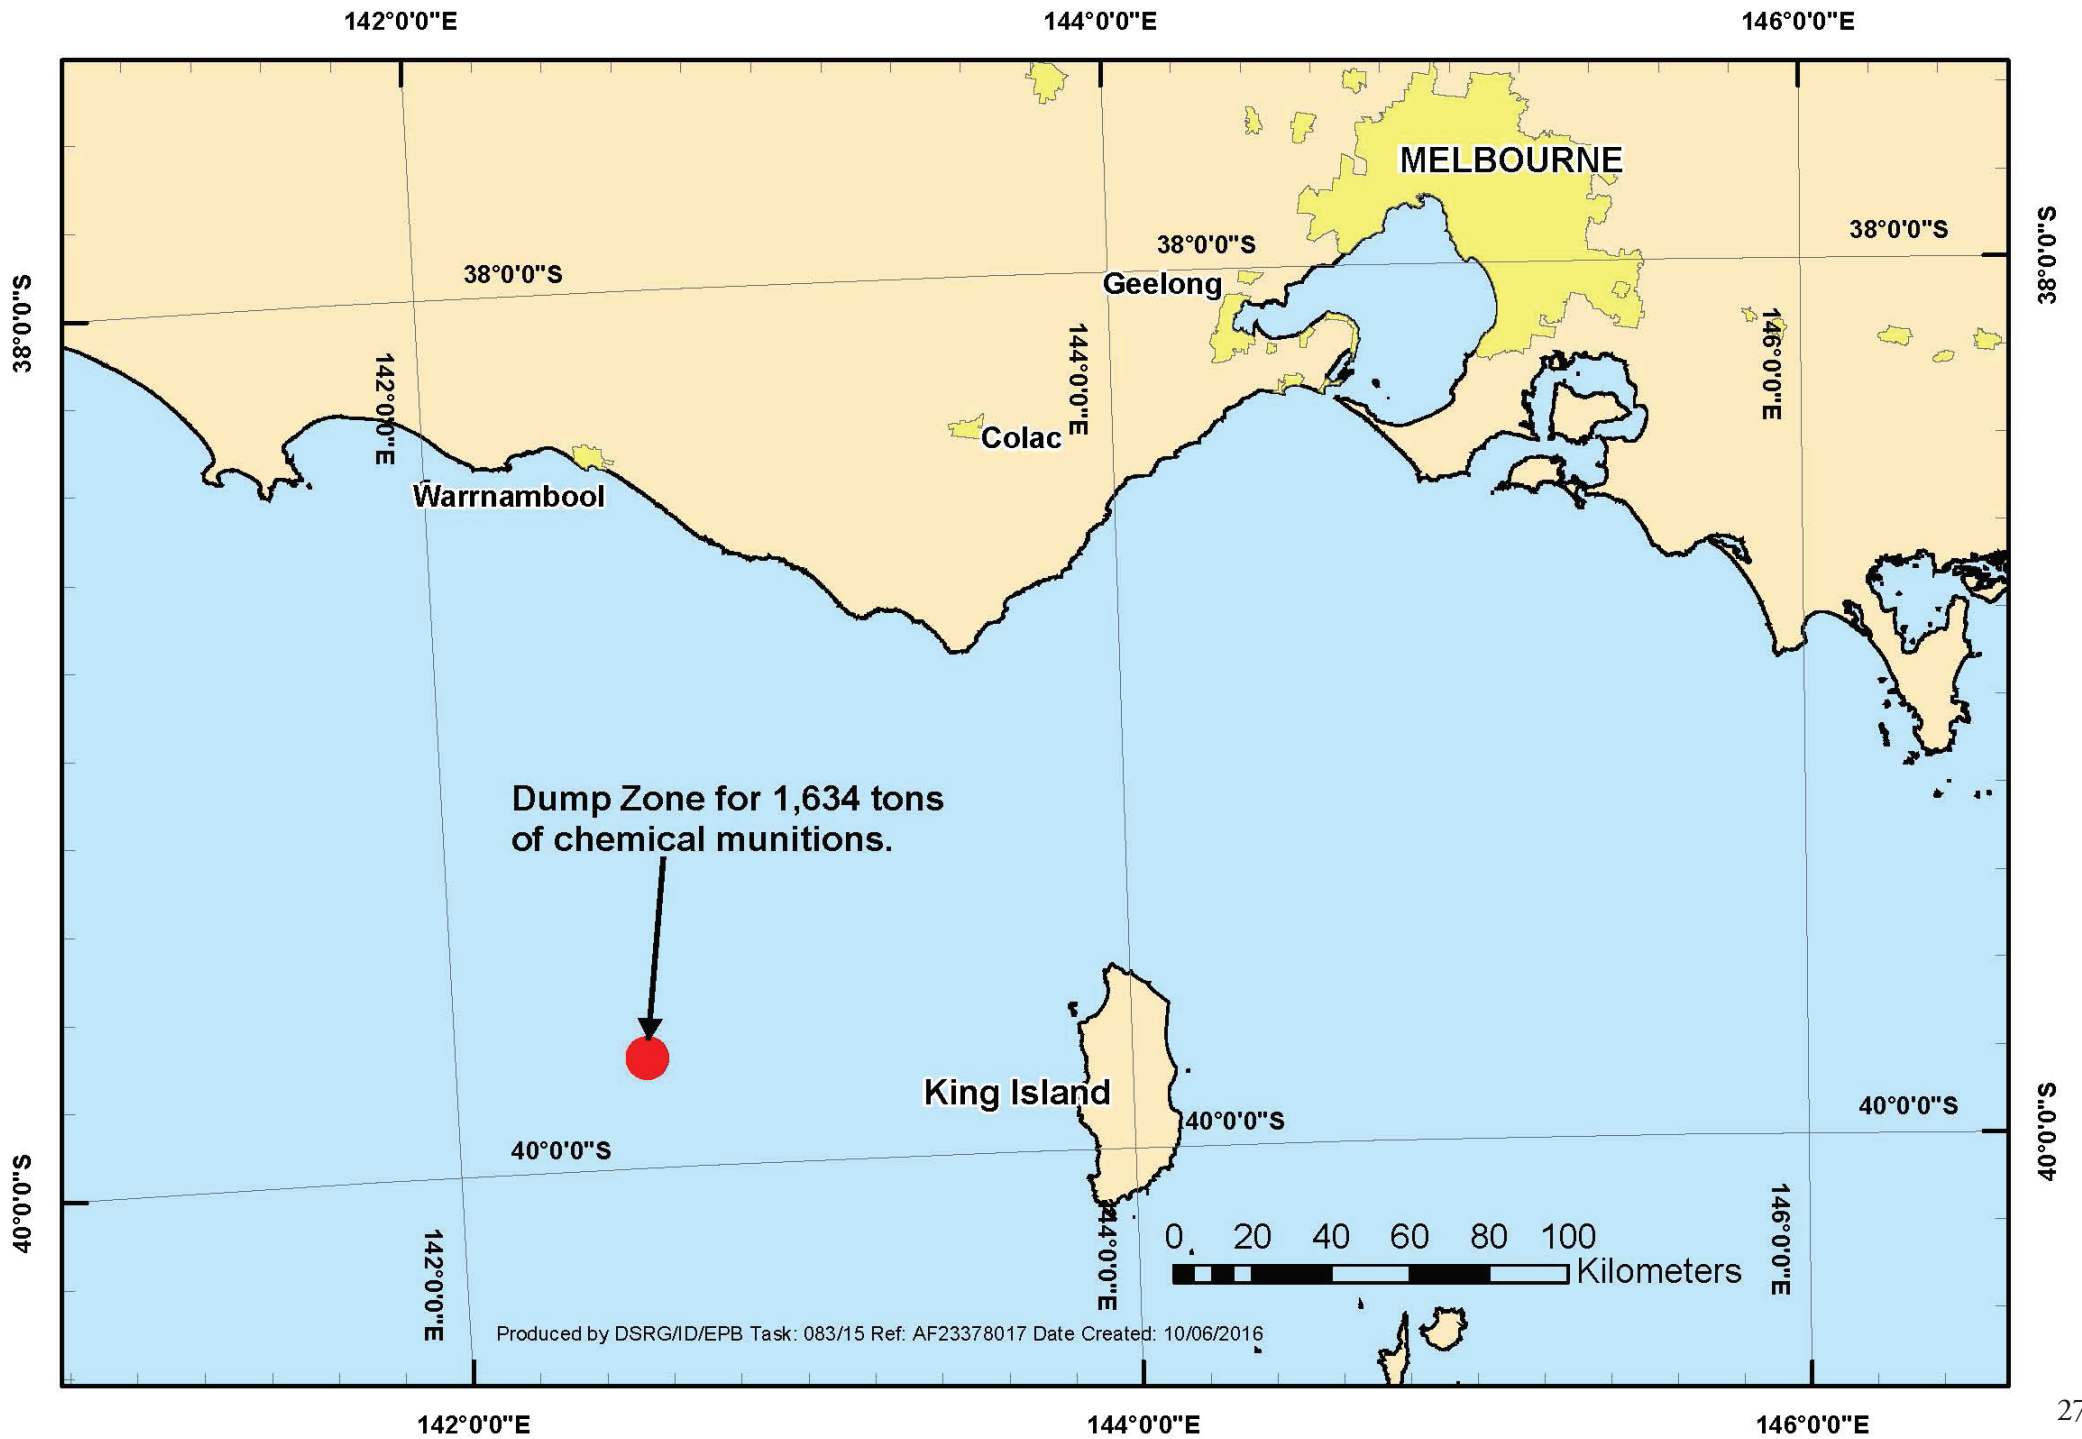 142°0'0"E
144°0'0"E
146°0'0"E
MELBOURNE
38°0'0"S
38°0'0"S
38°0'0"S
38°0'0"S
38°0'0"S
Geelong
142°0'0"E
144°0'0"E
146°0'0"E
Colac
Warrnambool
Dump Zone for 1,634 tons
of chemical munitions.
King Island
40°0'0"S
40°0'0"S
40°0'0"S
40°0'0"S
40°0'0"S
142°0'0"E
144°0'0"E
146°0'0"E
0 20 40 60 80 100
Kilometers
Produced by DSRG/ID/EPB Task: 083/15 Ref: AF23378017 Date Created: 10/06/2016
142°0'0"E
144°0'0"E
146°0'0"E
27